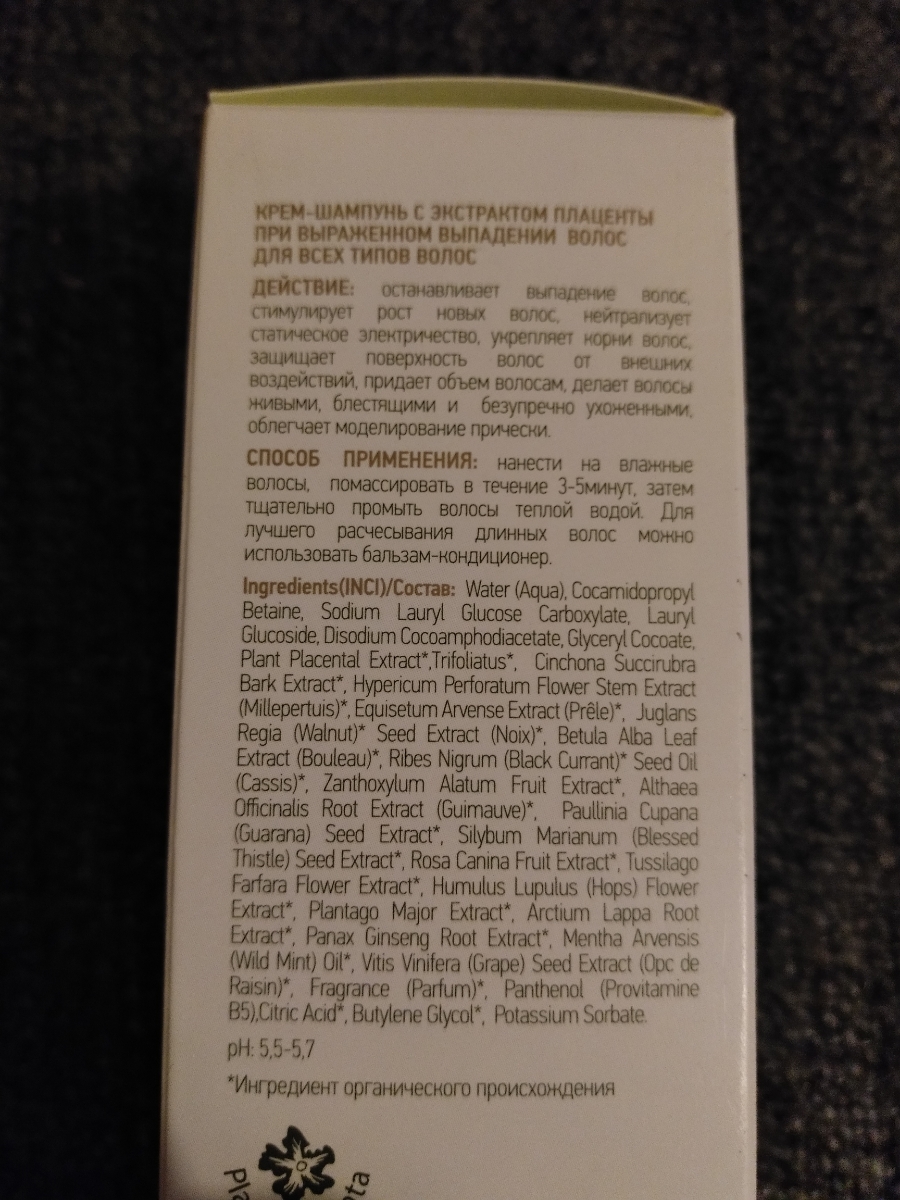 КРЕМ-ШАМПУНЬ С ЭКСТРАКТОМ ПЛАЦЕНТЫ
ПРИ ВЫРАЖЕННОМ ВЫПАДЕНИИ ВОЛОС
ДЛЯ ВСЕХ ТИПОВ ВОЛОС
ДЕЙСТВИЕ: останавливает выпадение волос,
стимулирует рост новых волос, нейтрализует
статическое электричество, укрепляет корни волос,
защищает поверхность волос от внешних
воздействий, придает объем волосам, делает волосы
живыми, блестящими и безупречно ухоженными,
облегчает моделирование прически.
СПОСОБ ПРИМЕНЕНИЯ: нанести на влажные
волосы, помассировать в течение 3-5минут, затем
тщательно промыть волосы теплой водой. Для
лучшего расчесывания длинных волос можно
использовать бальзам-кондиционер.
Ingredients(INCI)/Состав: Water (Aqua), Cocamidopropyl
Betaine, Sodium Lauryl Glucose Carboxylate, Lauryl
Glucoside, Disodium Cocoamphodiacetate, Glyceryl Cocoate,
Plant Placental Extract*,Trifoliatus*, Cinchona Succirubra
Bark Extract*, Hypericum Perforatum Flower Stem Extract
(Millepertuis)*, Equisetum Arvense Extract (Prêle)*, Juglans
Regia (Walnut)* Seed Extract (Noix)*, Betula Alba Leaf
Extract (Bouleau)*, Ribes Nigrum (Black Currant)* Seed Oil
(Cassis)*, Zanthoxylum Alatum Fruit Extract*, Althaea
Officinalis Root Extract (Guimauve)*, Paullinia Cupana
(Guarana) Seed Extract*, Silybum Marianum (Blessed
Thistle) Seed Extract*, Rosa Canina Fruit Extract*, Tussilago
Farfara Flower Extract*, Humulus Lupulus (Hops) Flower
Extract*, Plantago Major Extract*, Arctium Lappa Root
Extract*, Panax Ginseng Root Extract*, Mentha Arvensis
(Wild Mint) Oil*, Vitis Vinifera (Grape) Seed Extract (Opc de
Raisin)*, Fragrance (Parfum)*, Panthenol (Provitamine
B5),Citric Acid*, Butylene Glycol*, Potassium Sorbate.
pH: 5,5-5,7
*Ингредиент органического происхождения